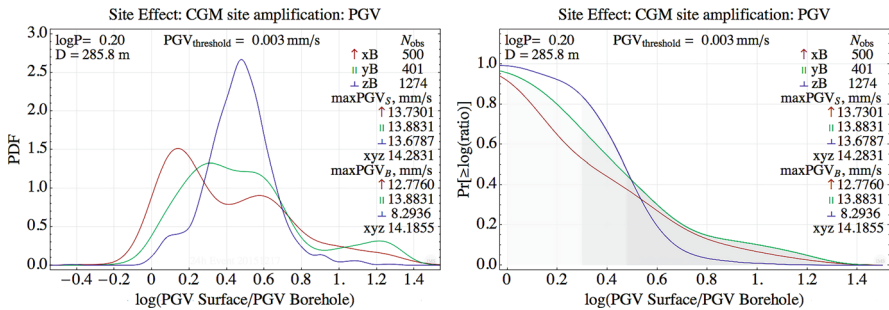 Site Effect: CGM site amplification: PGV
logP= 0.20 PGVthreshold = 0.003 mm/s Nobs
D = 285.8 m ↑ xB 500
|| yB 401
⊥ zB 1274
maxPGVS, mm/s
↑ 13.7301
|| 13.8831
⊥ 13.6787
xyz 14.2831
maxPGVB, mm/s
↑ 12.7760
|| 13.8831
⊥ 8.2936
xyz 14.1855
PDF
3.0
2.5
2.0
1.5
1.0
0.5
0.0
−0.4 −0.2 0 0.2 0.4 0.6 0.8 1.0 1.2 1.4
log(PGV Surface/PGV Borehole)
Site Effect: CGM site amplification: PGV
logP= 0.20 PGVthreshold = 0.003 mm/s Nobs
D = 285.8 m ↑ xB 500
|| yB 401
⊥ zB 1274
maxPGVS, mm/s
↑ 13.7301
|| 13.8831
⊥ 13.6787
xyz 14.2831
maxPGVB, mm/s
↑ 12.7760
|| 13.8831
⊥ 8.2936
xyz 14.1855
Pr[≥log(ratio)]
1.0
0.8
0.6
0.4
0.2
0.0
0 0.2 0.4 0.6 0.8 1. 1.2 1.4
log(PGV Surface/PGV Borehole)